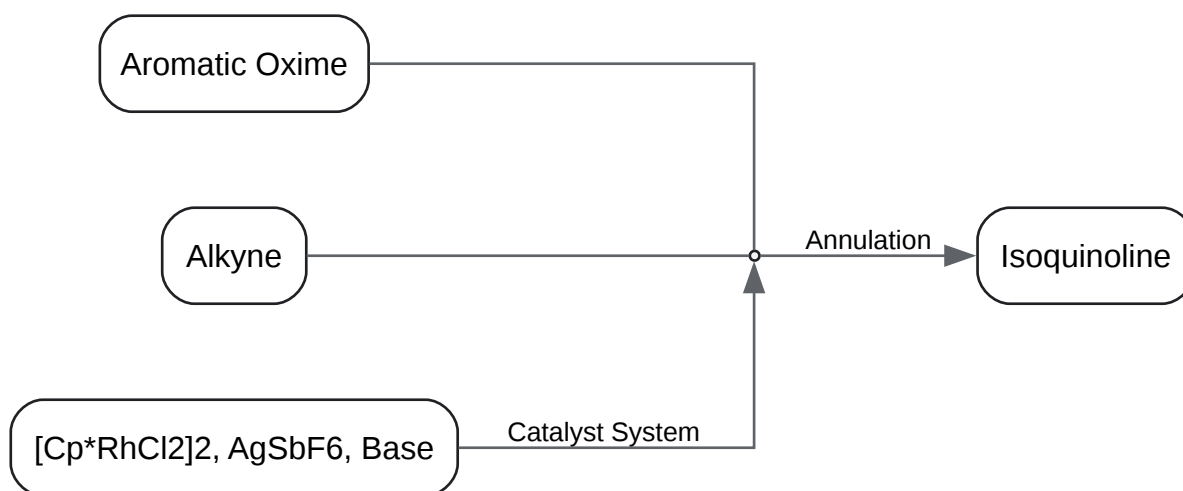 Aromatic Oxime
Alkyne
Annulation
Isoquinoline
[Cp*RhCl2]2, AgSbF6, Base
Catalyst System